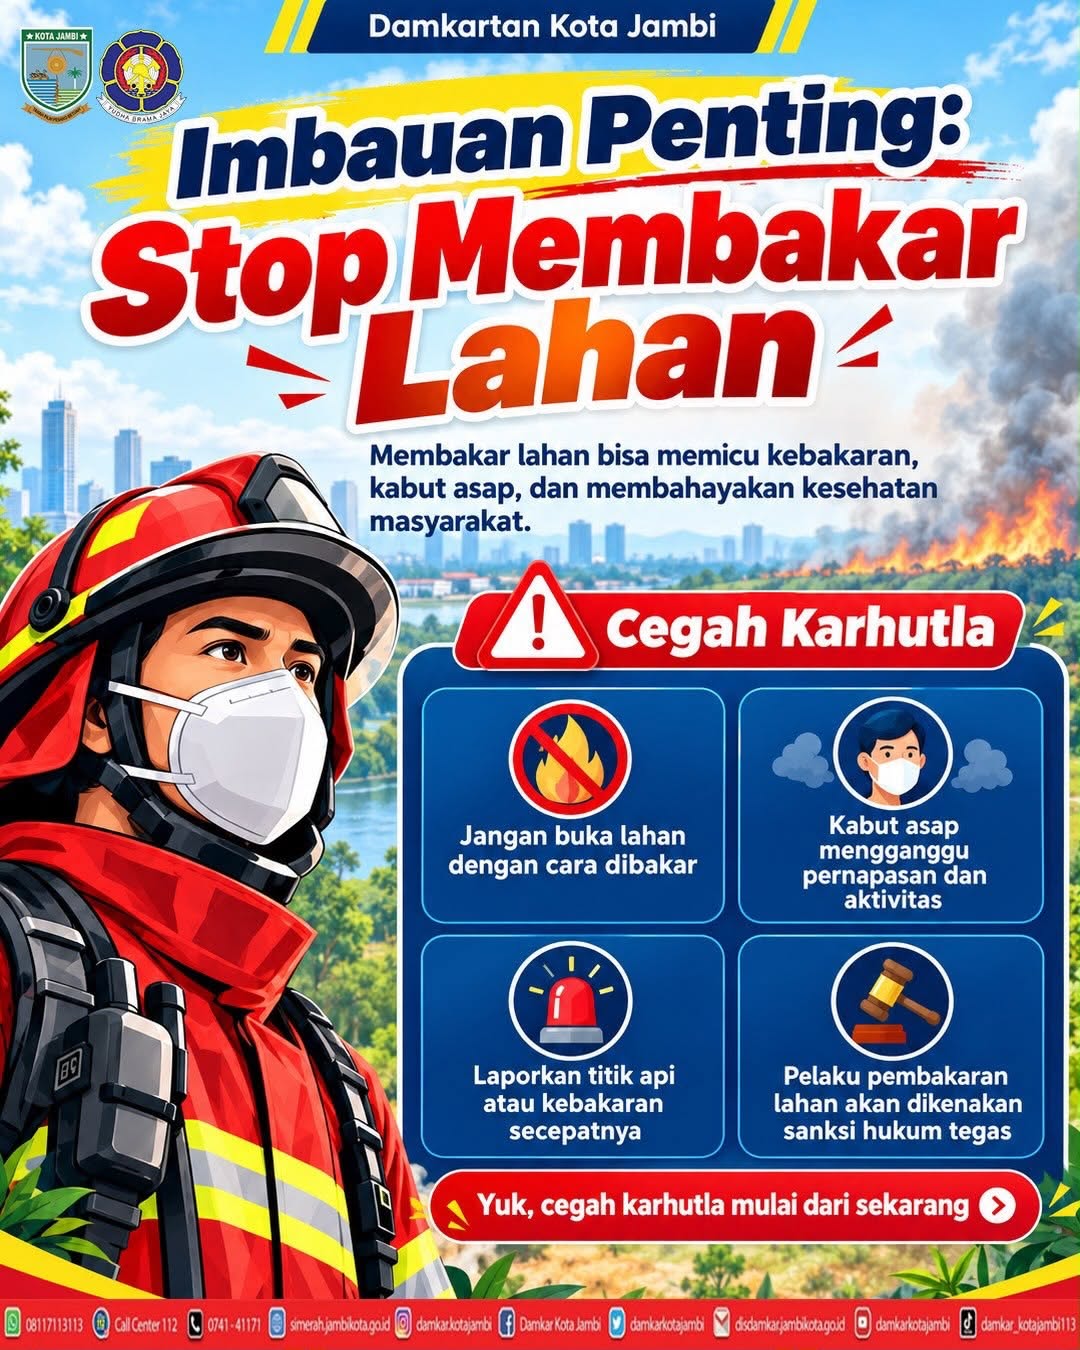 Damkartan Kota Jambi
★ KOTA JAMBI ★
YUDHA BRAMA JAYA
Imbauan Penting:
Stop Membakar
Lahan
Membakar lahan bisa memicu kebakaran,
kabut asap, dan membahayakan kesehatan
masyarakat.
Cegah Karhutla
Jangan buka lahan
dengan cara dibakar
Kabut asap
mengganggu
pernapasan dan
aktivitas
Laporkan titik api
atau kebakaran
secepatnya
Pelaku pembakaran
lahan akan dikenakan
sanksi hukum tegas
Yuk, cegah karhutla mulai dari sekarang
08117113113
Call Center 112
0741 - 41171
simerah.jambikota.go.id
damkar.kotajambi
Damkar Kota Jambi
damkarkotajambi
disdamkar.jambikota.go.id
damkarkotajambi
damkar_kotajambi113